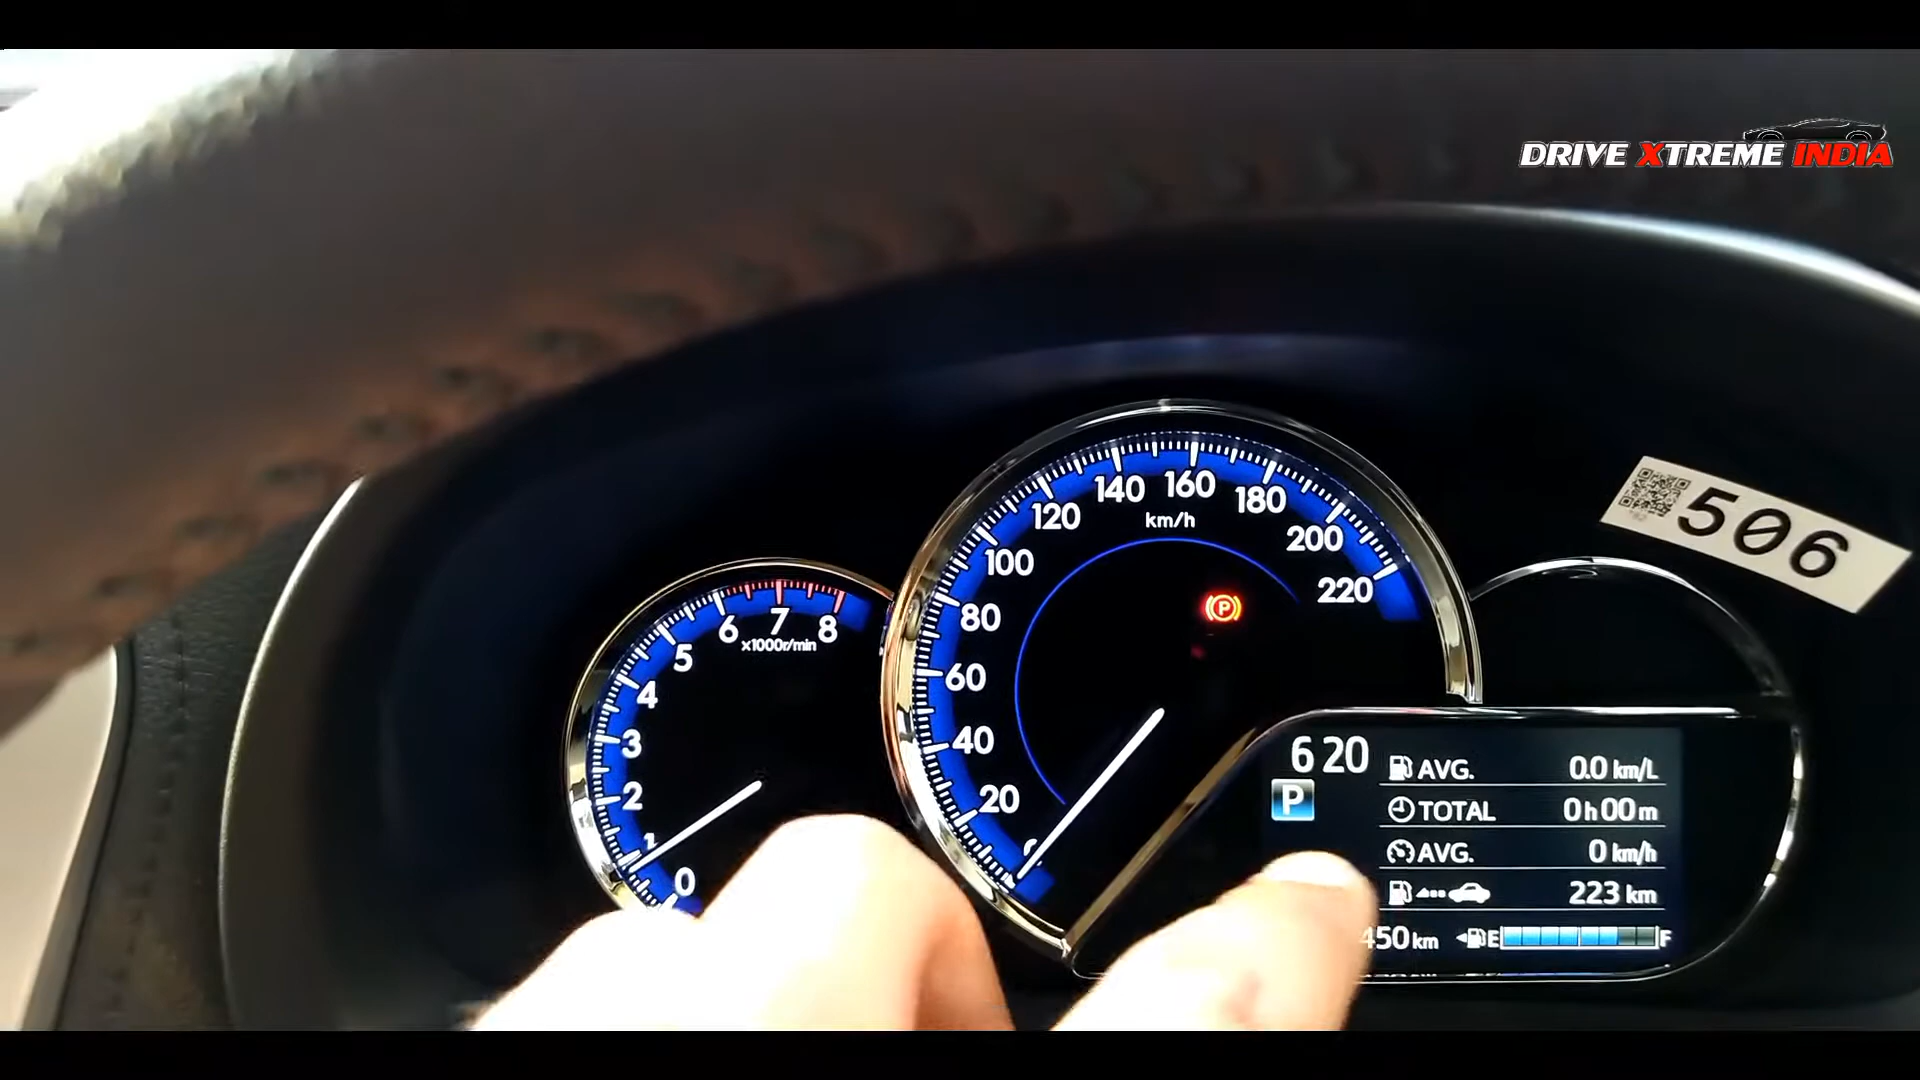 DRIVE XTREME INDIA
506
0
1
2
3
4
5
6
7
8
x1000r/min
20
40
60
80
100
120
140
160
180
200
220
km/h
P
6 20
P
AVG. 0.0 km/L
TOTAL 0h00m
AVG. 0 km/h
223 km
450km
E F